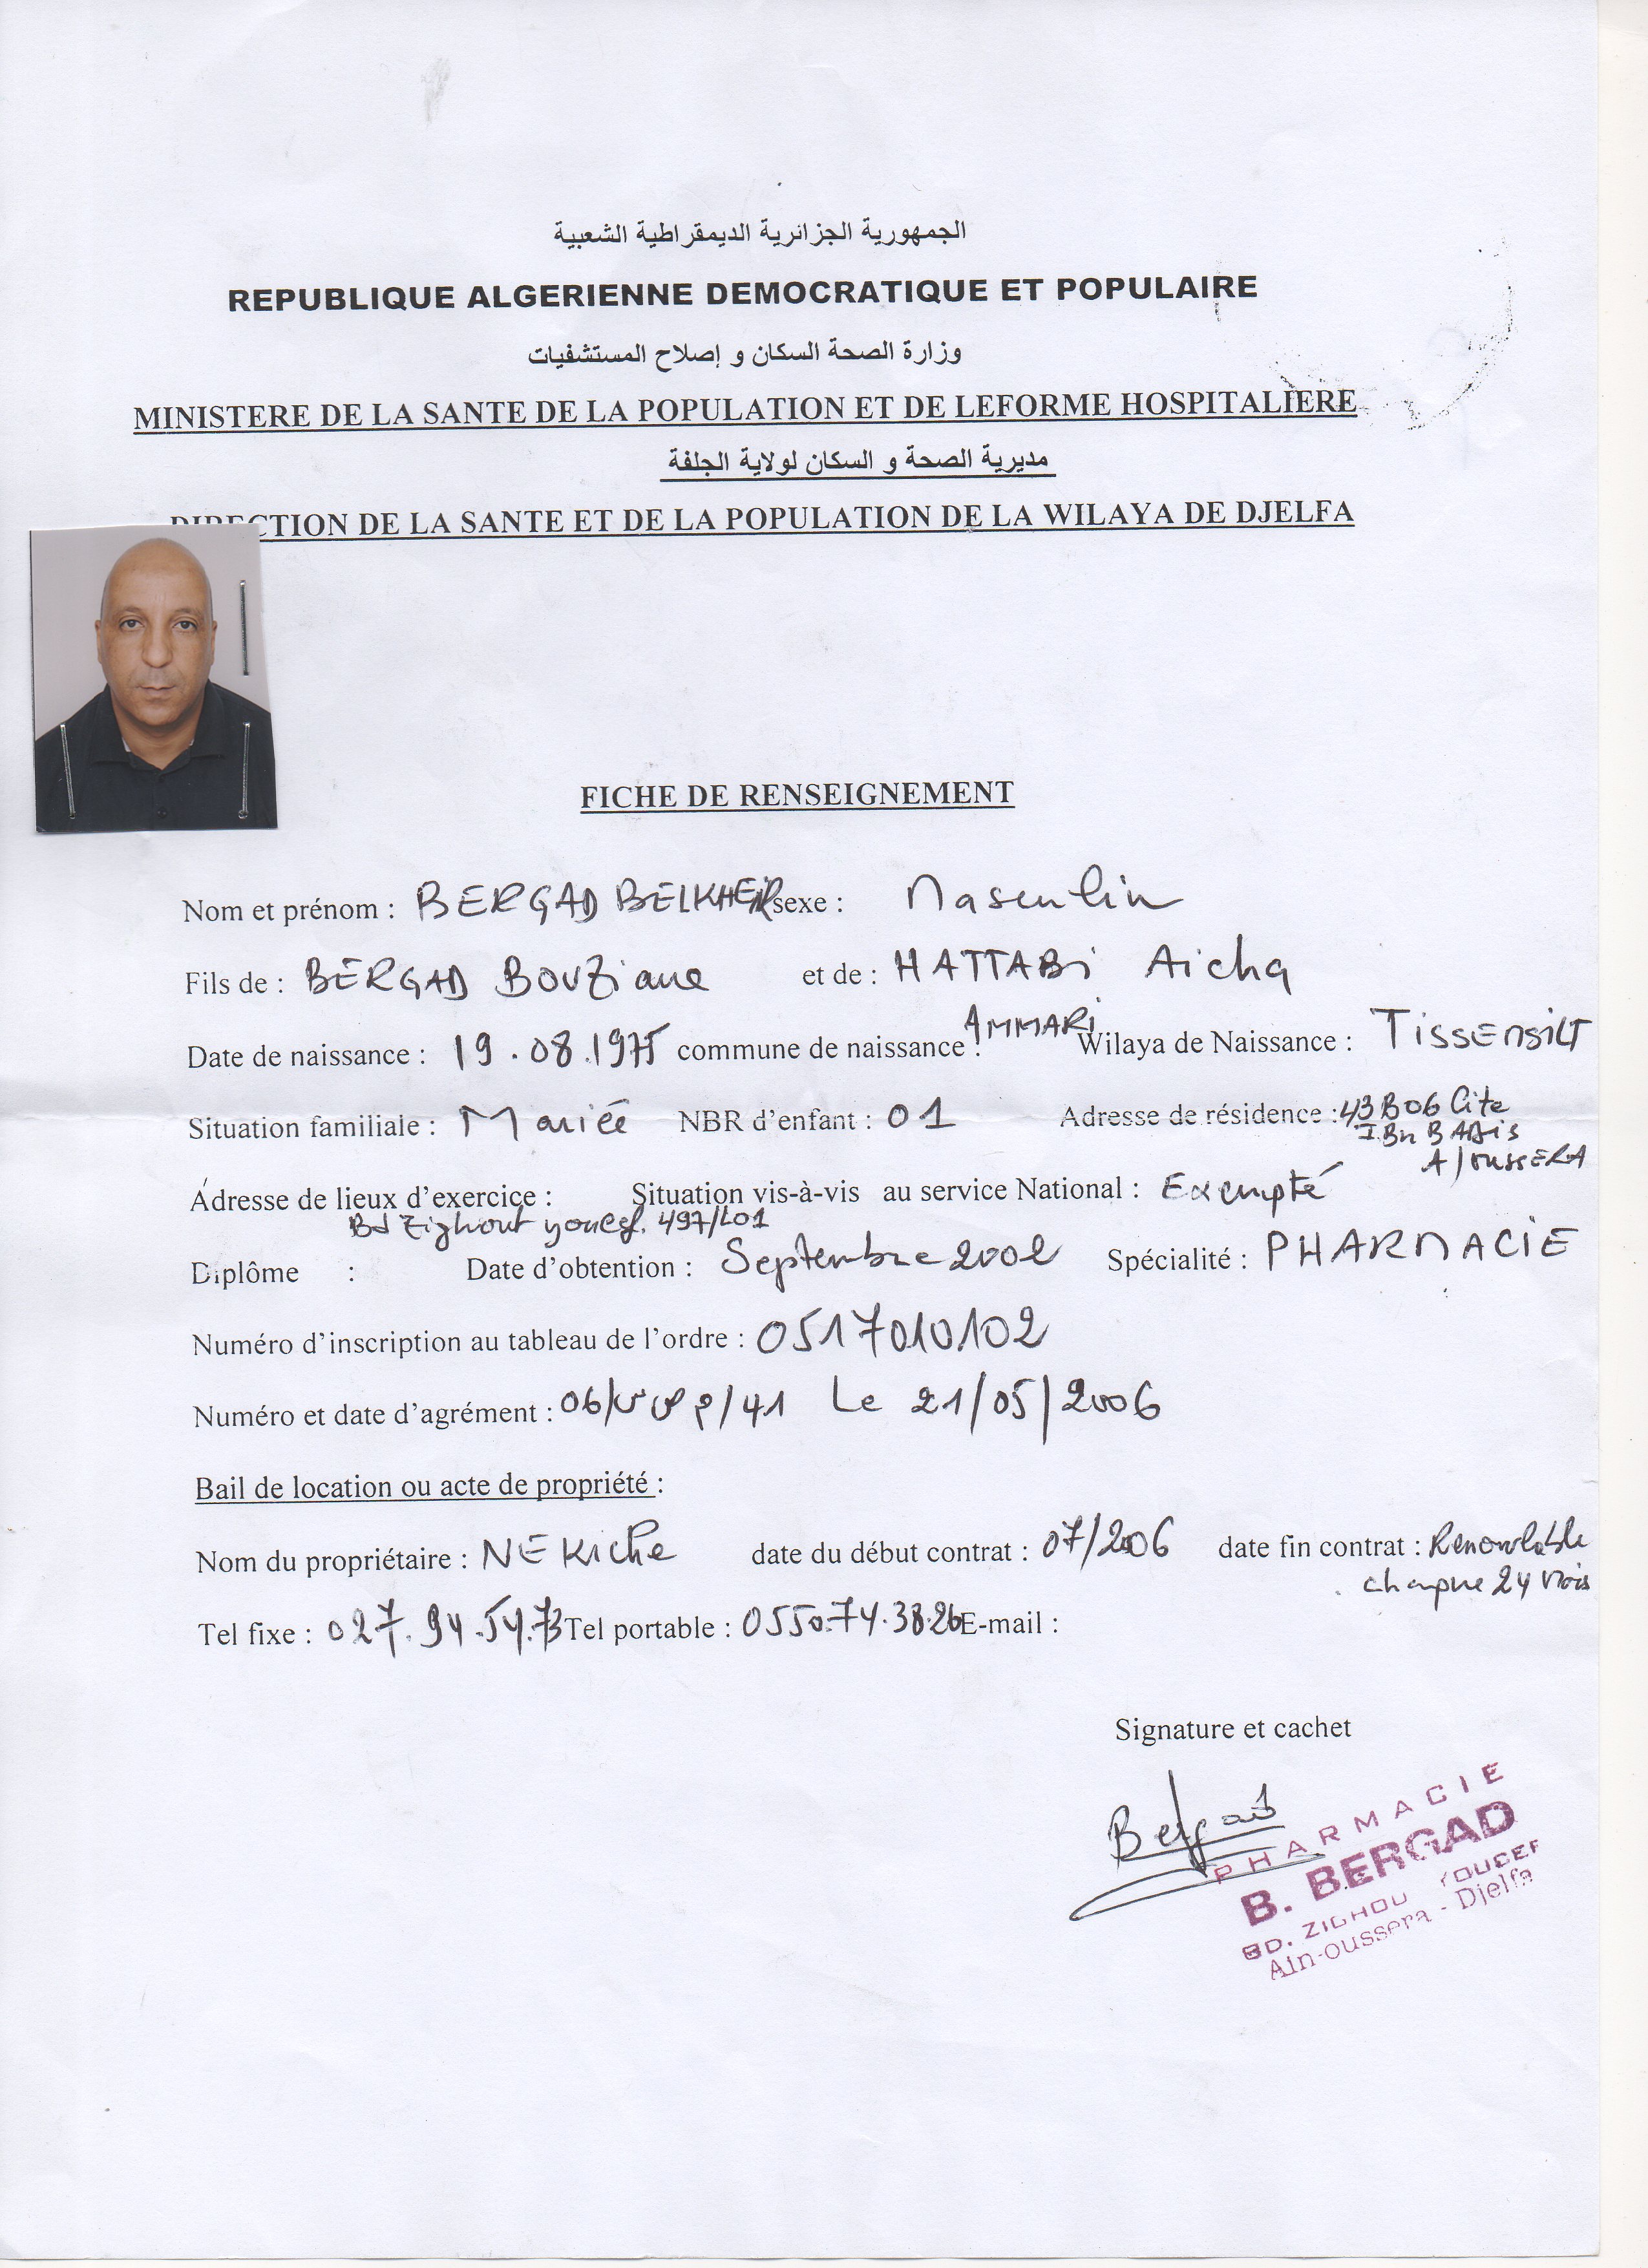 الجمهورية الجزائرية الديمقراطية الشعبية
REPUBLIQUE ALGERIENNE DEMOCRATIQUE ET POPULAIRE
وزارة الصحة السكان و إصلاح المستشفيات
MINISTERE DE LA SANTE DE LA POPULATION ET DE LEFORME HOSPITALIERE
مديرية الصحة و السكان لولاية الجلفة
DIRECTION DE LA SANTE ET DE LA POPULATION DE LA WILAYA DE DJELFA
FICHE DE RENSEIGNEMENT
Nom et prénom : BERGAD BELKHEIR sexe : Masculin
Fils de : BERGAD BOUZiane et de : HATTABi Aicha
Date de naissance : 19.08.1975 commune de naissance : AMMARi Wilaya de Naissance : TissEmsilt
Situation familiale : Mariée NBR d'enfant : 01 Adresse de résidence : 43 B06 Cite
IBn BADis
A/oussERA
Adresse de lieux d'exercice : Situation vis-à-vis au service National : Exempté
Bd Zighout youcef. 497/L01
Diplôme : Date d'obtention : Septembre 2002 Spécialité : PHARMACIE
Numéro d'inscription au tableau de l'ordre : 0517010102
Numéro et date d'agrément : 06/ /41 Le 21/05/2006
Bail de location ou acte de propriété :
Nom du propriétaire : NEKiche date du début contrat : 07/2006 date fin contrat : Renouvlable
chaque 24 Mois
Tel fixe : 027.94.54.73 Tel portable : 0550.74.38.26 E-mail :
Signature et cachet
Bergad
PHARMACIE
B. BERGAD
BD. ZIGHOU YOUCEF
Ain-oussera - Djelfa